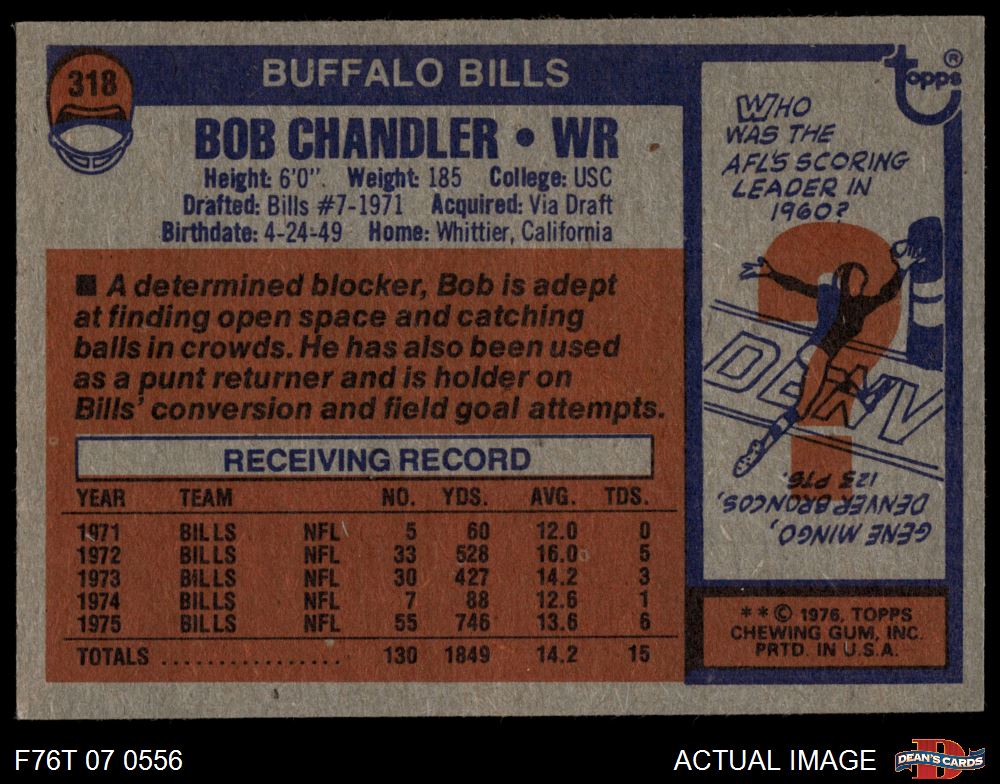 318
BUFFALO BILLS
BOB CHANDLER • WR
Height: 6'0". Weight: 185 College: USC
Drafted: Bills #7-1971 Acquired: Via Draft
Birthdate: 4-24-49 Home: Whittier, California
■ A determined blocker, Bob is adept
at finding open space and catching
balls in crowds. He has also been used
as a punt returner and is holder on
Bills' conversion and field goal attempts.
RECEIVING RECORD
YEAR TEAM NO. YDS. AVG. TDS.
1971 BILLS NFL 5 60 12.0 0
1972 BILLS NFL 33 528 16.0 5
1973 BILLS NFL 30 427 14.2 3
1974 BILLS NFL 7 88 12.6 1
1975 BILLS NFL 55 746 13.6 6
TOTALS .................. 130 1849 14.2 15
Topps ®
WHO
WAS THE
AFL'S SCORING
LEADER IN
1960?
?
DENV
GENE MINGO,
DENVER BRONCOS,
123 PTS.
**© 1976, TOPPS
CHEWING GUM, INC.
PRTD. IN U.S.A.
F76T 07 0556
ACTUAL IMAGE
DEAN'S CARDS